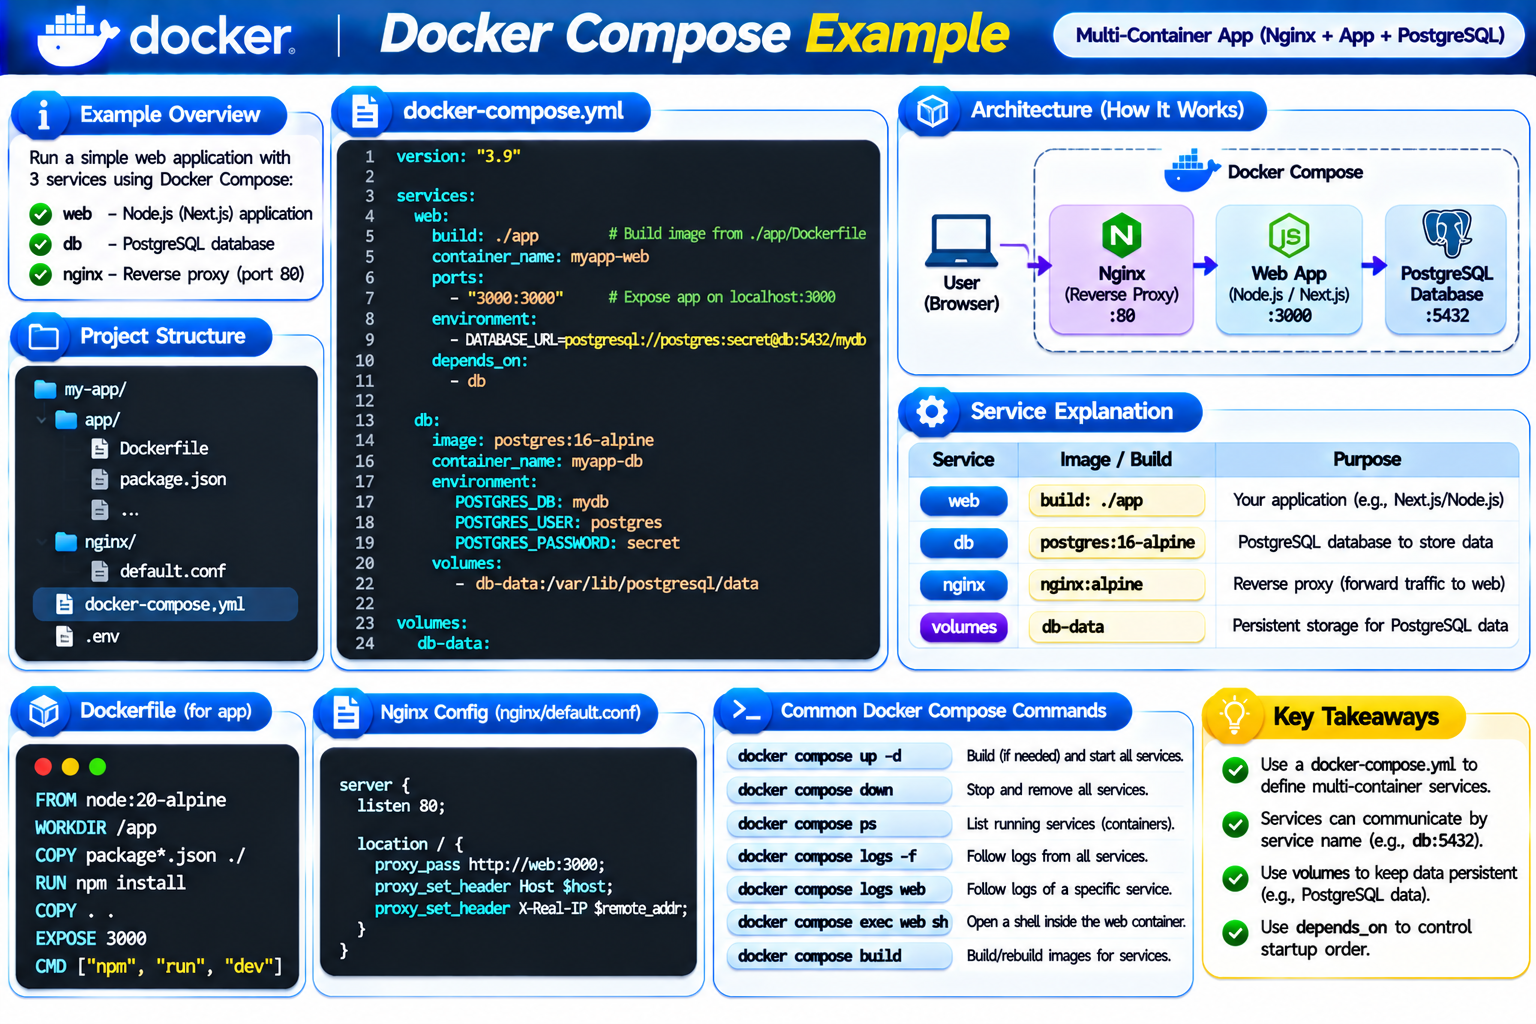 docker
Docker Compose Example
Multi-Container App (Nginx + App + PostgreSQL)
Example Overview
Run a simple web application with
3 services using Docker Compose:
web – Node.js (Next.js) application
db – PostgreSQL database
nginx – Reverse proxy (port 80)
Project Structure
my-app/
app/
Dockerfile
package.json
...
nginx/
default.conf
docker-compose.yml
.env
docker-compose.yml
1 version: "3.9"
2
3 services:
4 web:
5 build: ./app # Build image from ./app/Dockerfile
5 container_name: myapp-web
6 ports:
7 - "3000:3000" # Expose app on localhost:3000
8 environment:
9 - DATABASE_URL=postgresql://postgres:secret@db:5432/mydb
10 depends_on:
11 - db
12
13 db:
14 image: postgres:16-alpine
16 container_name: myapp-db
17 environment:
17 POSTGRES_DB: mydb
18 POSTGRES_USER: postgres
19 POSTGRES_PASSWORD: secret
20 volumes:
22 - db-data:/var/lib/postgresql/data
22
23 volumes:
24 db-data:
Architecture (How It Works)
Docker Compose
User
(Browser)
N
Nginx
(Reverse Proxy)
:80
JS
Web App
(Node.js / Next.js)
:3000
PostgreSQL
Database
:5432
Service Explanation
Service Image / Build Purpose
web build: ./app Your application (e.g., Next.js/Node.js)
db postgres:16-alpine PostgreSQL database to store data
nginx nginx:alpine Reverse proxy (forward traffic to web)
volumes db-data Persistent storage for PostgreSQL data
Dockerfile (for app)
FROM node:20-alpine
WORKDIR /app
COPY package*.json ./
RUN npm install
COPY . .
EXPOSE 3000
CMD ["npm", "run", "dev"]
Nginx Config (nginx/default.conf)
server {
listen 80;
location / {
proxy_pass http://web:3000;
proxy_set_header Host $host;
proxy_set_header X-Real-IP $remote_addr;
}
}
Common Docker Compose Commands
docker compose up -d Build (if needed) and start all services.
docker compose down Stop and remove all services.
docker compose ps List running services (containers).
docker compose logs -f Follow logs from all services.
docker compose logs web Follow logs of a specific service.
docker compose exec web sh Open a shell inside the web container.
docker compose build Build/rebuild images for services.
Key Takeaways
Use a docker-compose.yml to
define multi-container services.
Services can communicate by
service name (e.g., db:5432).
Use volumes to keep data persistent
(e.g., PostgreSQL data).
Use depends_on to control
startup order.